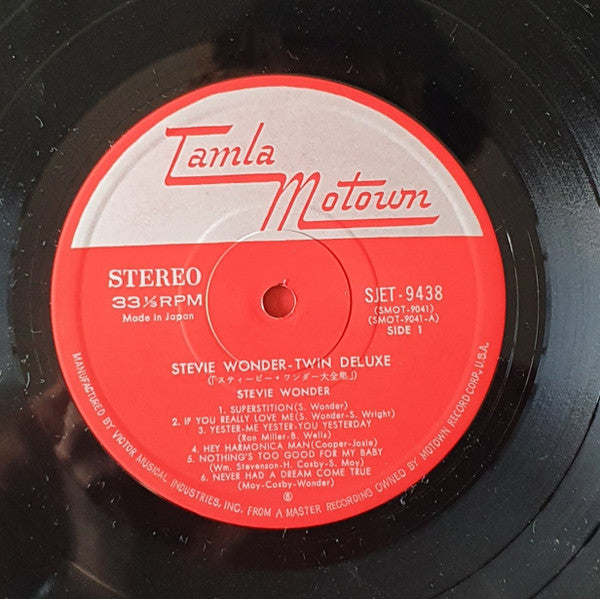 Tamla
Motown
STEREO
33 ⅓ RPM
Made in Japan
SJET-9438
(SMOT-9041)
(SMOT-9041-A)
SIDE 1
STEVIE WONDER-TWIN DELUXE
(『スティービー・ワンダー大全集』)
STEVIE WONDER
1. SUPERSTITION(S. Wonder)
2. IF YOU REALLY LOVE ME(S. Wonder-S. Wright)
3. YESTER-ME YESTER-YOU YESTERDAY
(Ron Miller-B. Wells)
4. HEY HARMONICA MAN(Cooper-Josie)
5. NOTHING'S TOO GOOD FOR MY BABY
(Wm. Stevenson-H. Cosby-S. Moy)
6. NEVER HAD A DREAM COME TRUE
(Moy-Cosby-Wonder)
MANUFACTURED BY VICTOR MUSICAL INDUSTRIES, INC. FROM A MASTER RECORDING OWNED BY MOTOWN RECORD CORP. U.S.A.